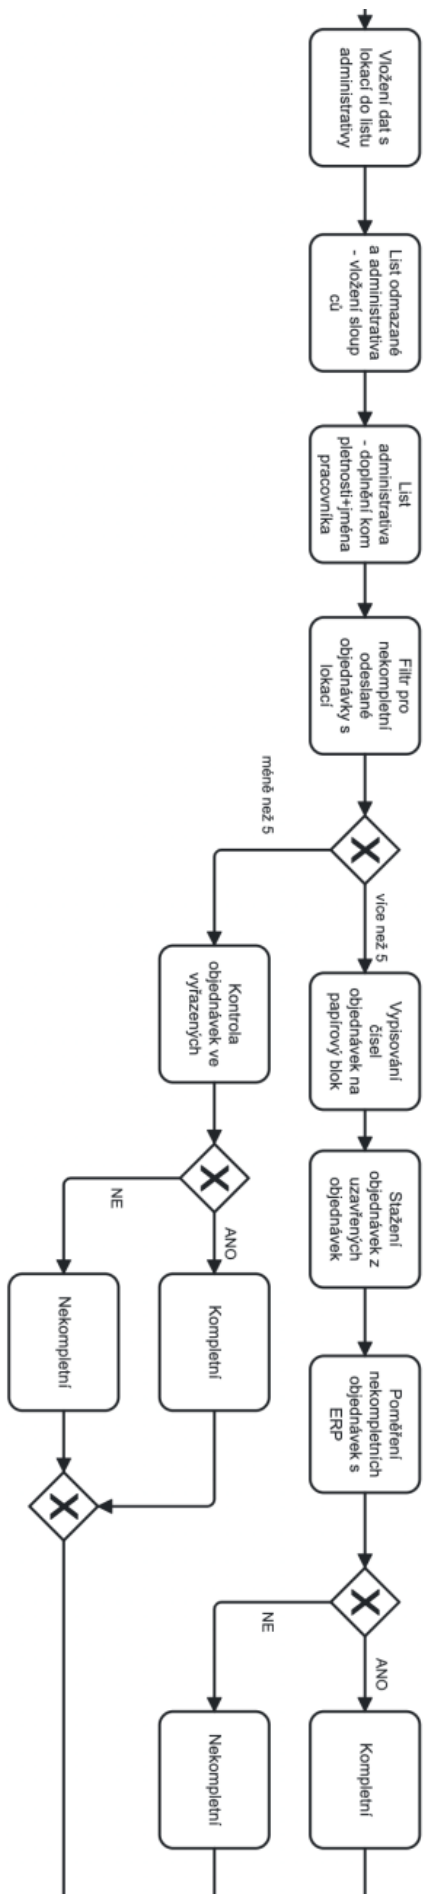 Vložení dat s
lokací do listu
administrativy
List odmazané
a administrativa
- vložení sloup
ců
List
administrativa
- doplnění kom
pletnosti+jména
pracovníka
Filtr pro
nekompletní
odeslané
objednávky s
lokací
X
více než 5
méně než 5
Vypisování
čísel
objednávek na
papírový blok
Stažení
objednávek z
uzavřených
objednávek
Poměření
nekompletních
objednávek s
ERP
X
ANO
NE
Kompletní
Nekompletní
Kontrola
objednávek ve
vyřazených
X
ANO
NE
Kompletní
Nekompletní
X